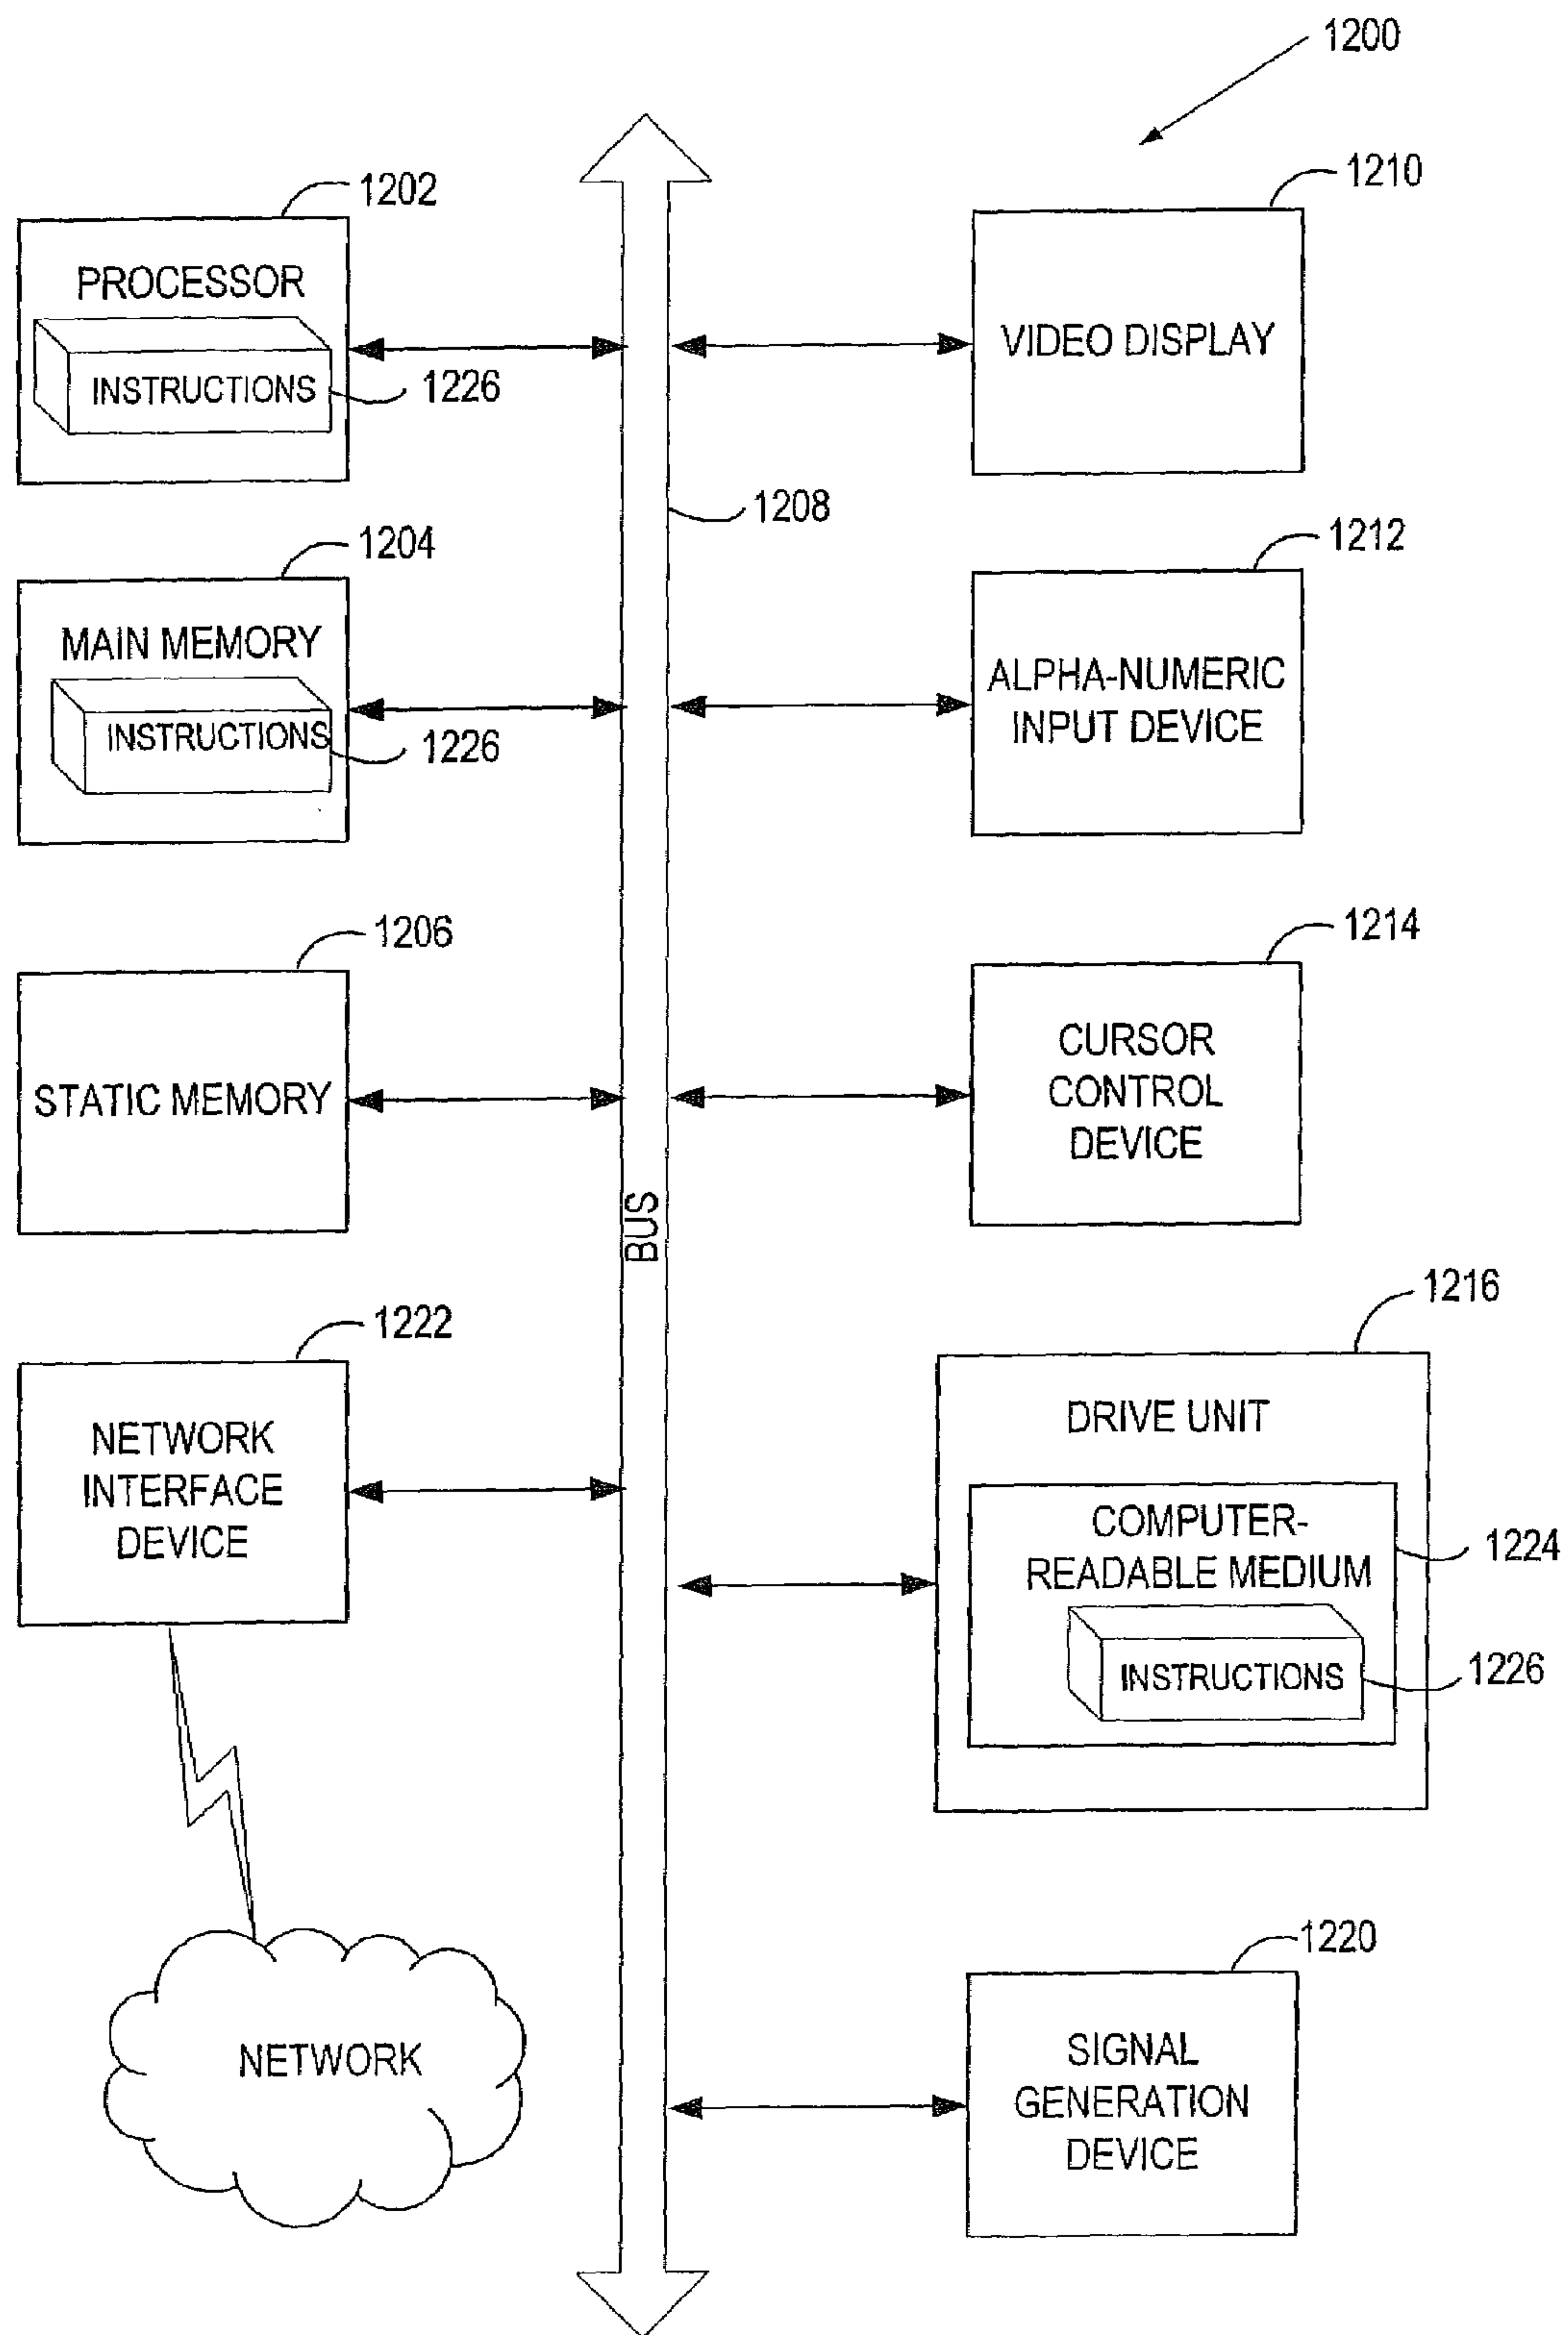 1200
1202
PROCESSOR
INSTRUCTIONS
1226
1204
MAIN MEMORY
INSTRUCTIONS
1226
1206
STATIC MEMORY
1222
NETWORK
INTERFACE
DEVICE
NETWORK
1208
BUS
1210
VIDEO DISPLAY
1212
ALPHA-NUMERIC
INPUT DEVICE
1214
CURSOR
CONTROL
DEVICE
1216
DRIVE UNIT
COMPUTER-
READABLE MEDIUM
1224
INSTRUCTIONS
1226
1220
SIGNAL
GENERATION
DEVICE